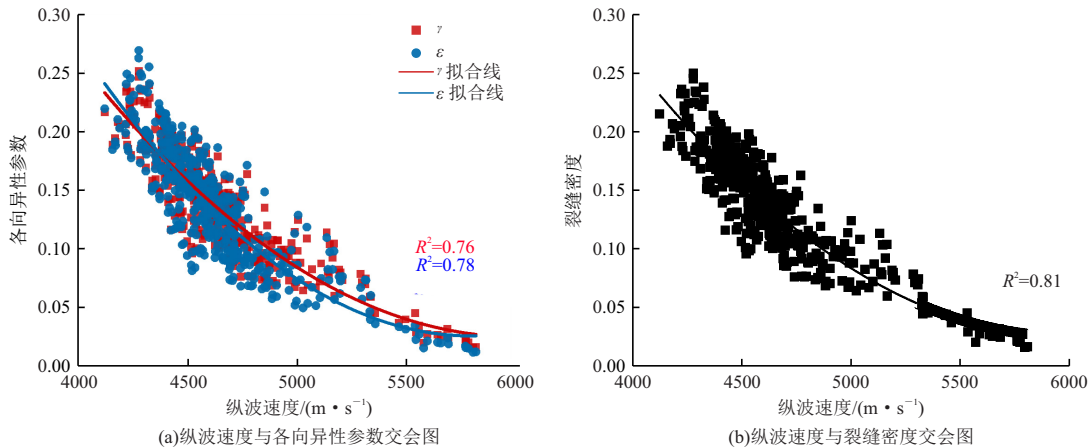 0.30
0.25
0.20
0.15
0.10
0.05
0.00
各向异性参数
γ
ε
γ 拟合线
ε 拟合线
R²=0.76
R²=0.78
4000 4500 5000 5500 6000
纵波速度/(m·s⁻¹)
(a)纵波速度与各向异性参数交会图
0.30
0.25
0.20
0.15
0.10
0.05
0.00
裂缝密度
R²=0.81
4000 4500 5000 5500 6000
纵波速度/(m·s⁻¹)
(b)纵波速度与裂缝密度交会图